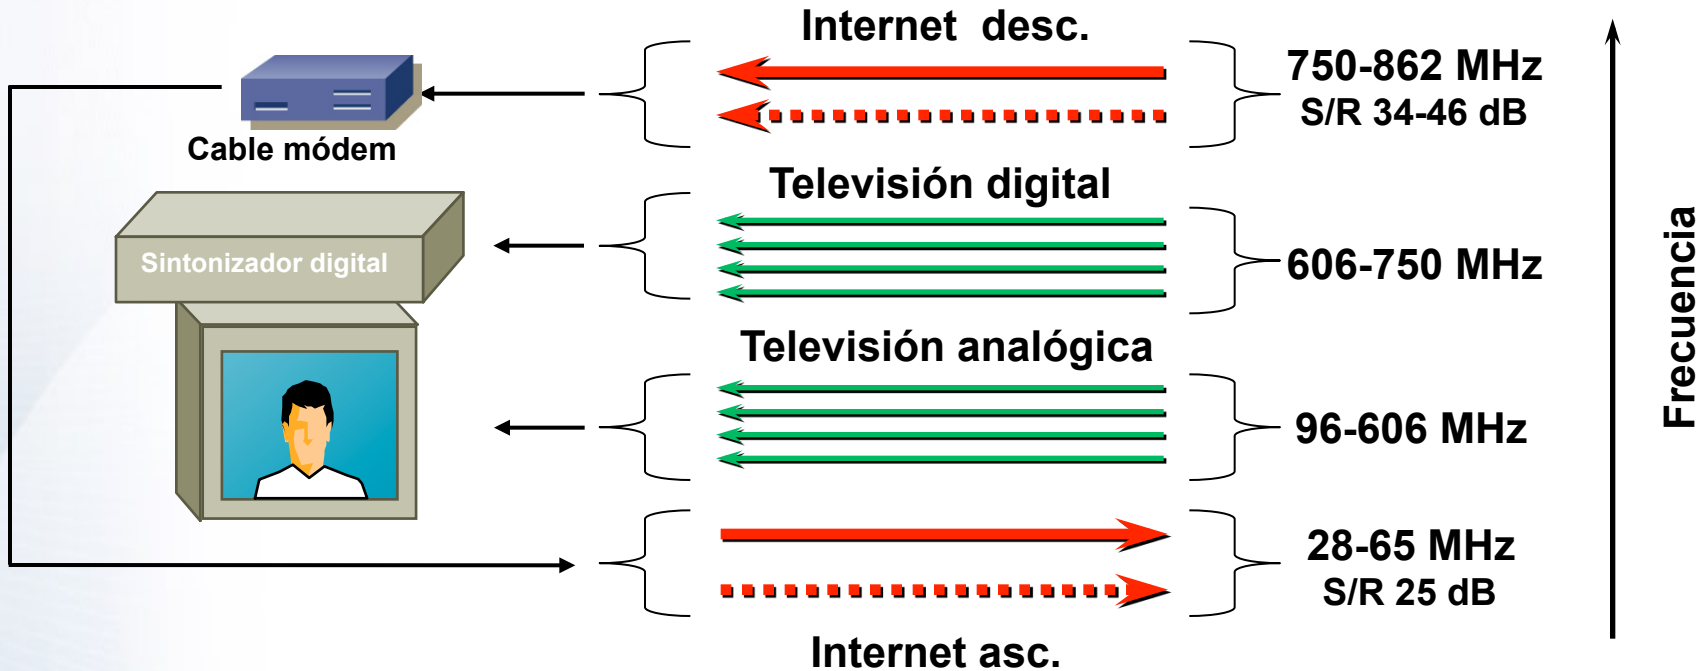 Internet desc.
750-862 MHz
S/R 34-46 dB
Cable módem
Televisión digital
Sintonizador digital
606-750 MHz
Televisión analógica
96-606 MHz
28-65 MHz
S/R 25 dB
Internet asc.
Frecuencia